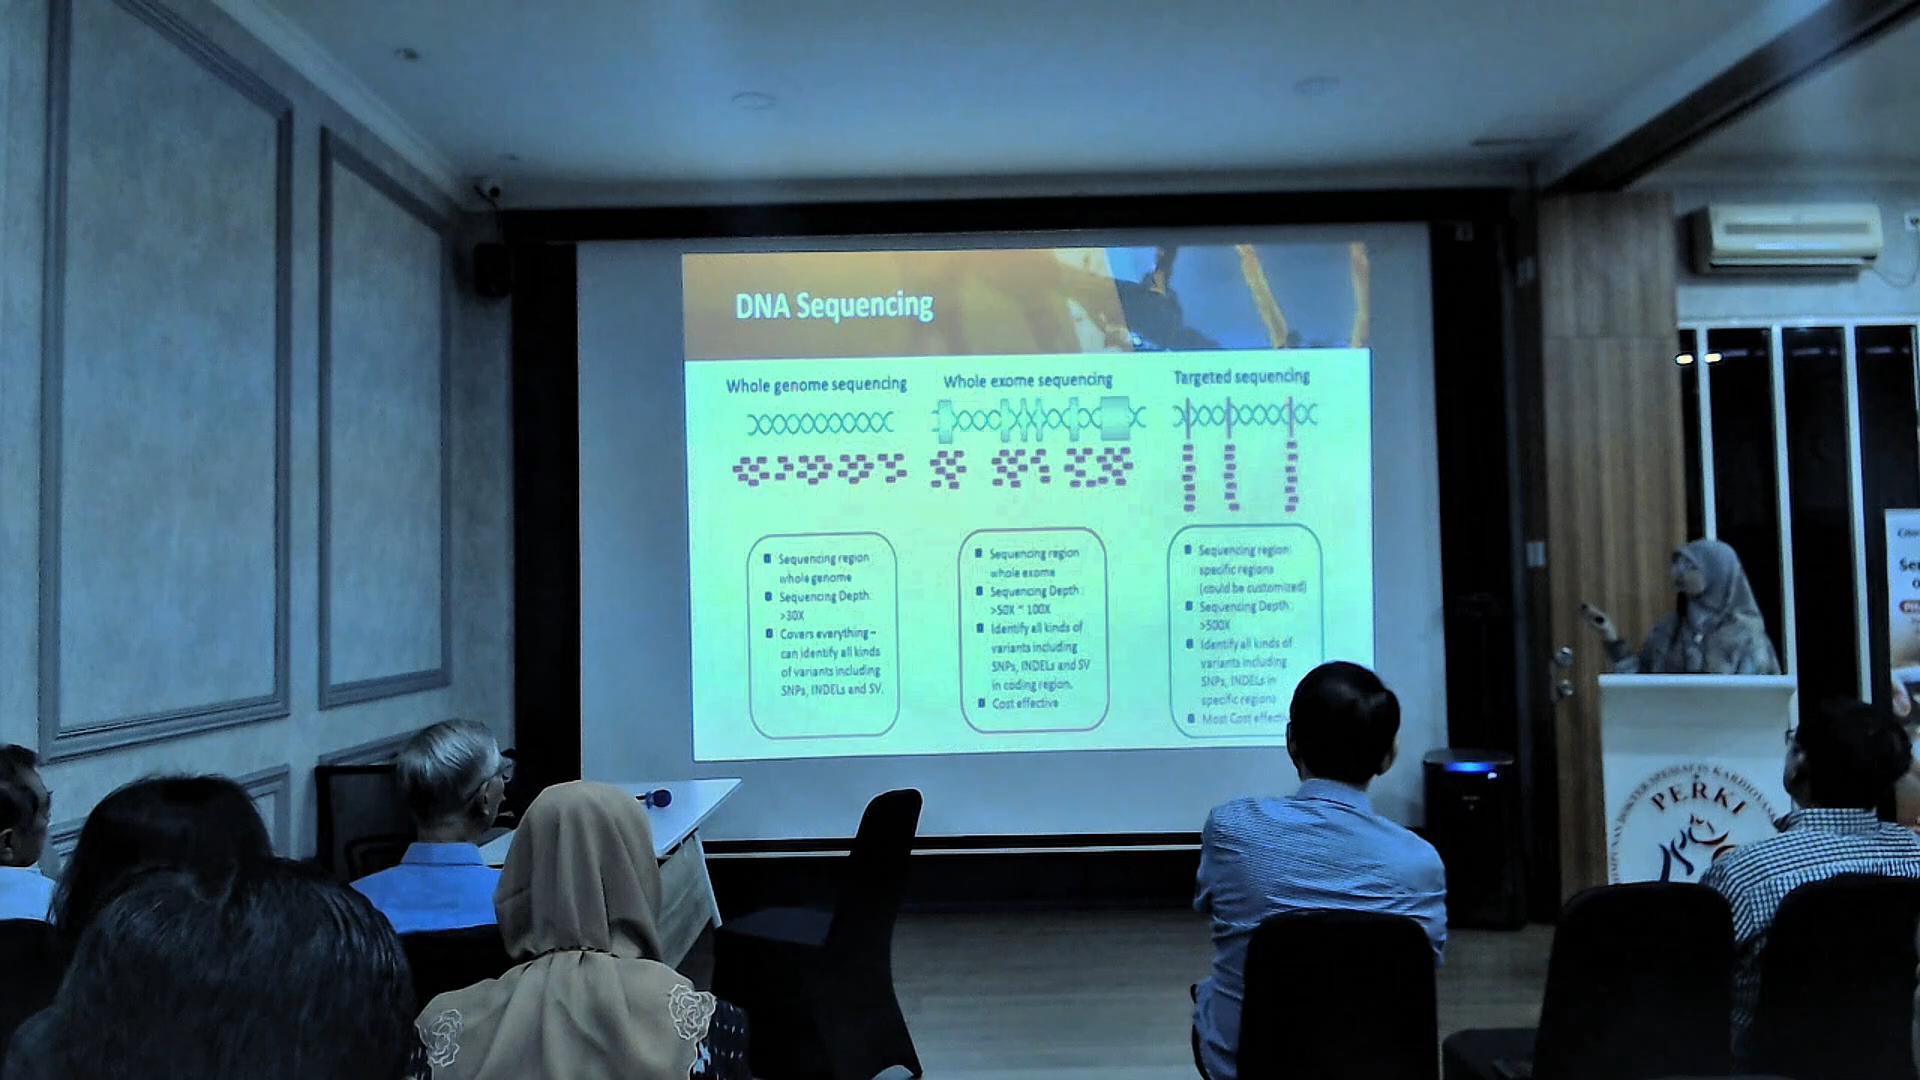 DNA Sequencing
Whole genome sequencing
Whole exome sequencing
Targeted sequencing
Sequencing region
whole genome
Sequencing Depth:
>30X
Covers everything –
can identify all kinds
of variants including
SNPs, INDELs and SV.
Sequencing region
whole exome
Sequencing Depth :
>50X ~ 100X
Identify all kinds of
variants including
SNPs, INDELs and SV
in coding region.
Cost effective
Sequencing region:
specific regions
(could be customized)
Sequencing Depth:
>500X
Identify all kinds of
variants including
SNPs, INDELs in
specific regions
Most Cost effecti
PERKI